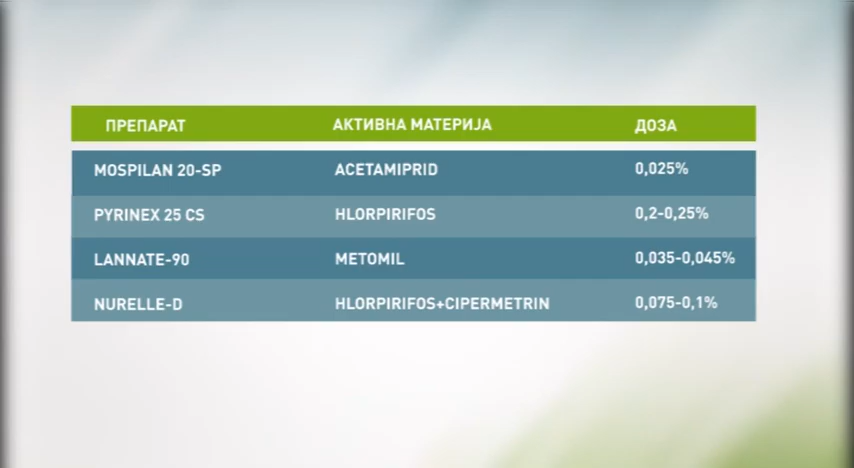 ПРЕПАРАТ АКТИВНА МАТЕРИЈА ДОЗА
MOSPILAN 20-SP ACETAMIPRID 0,025%
PYRINEX 25 CS HLORPIRIFOS 0,2-0,25%
LANNATE-90 METOMIL 0,035-0,045%
NURELLE-D HLORPIRIFOS+CIPERMETRIN 0,075-0,1%